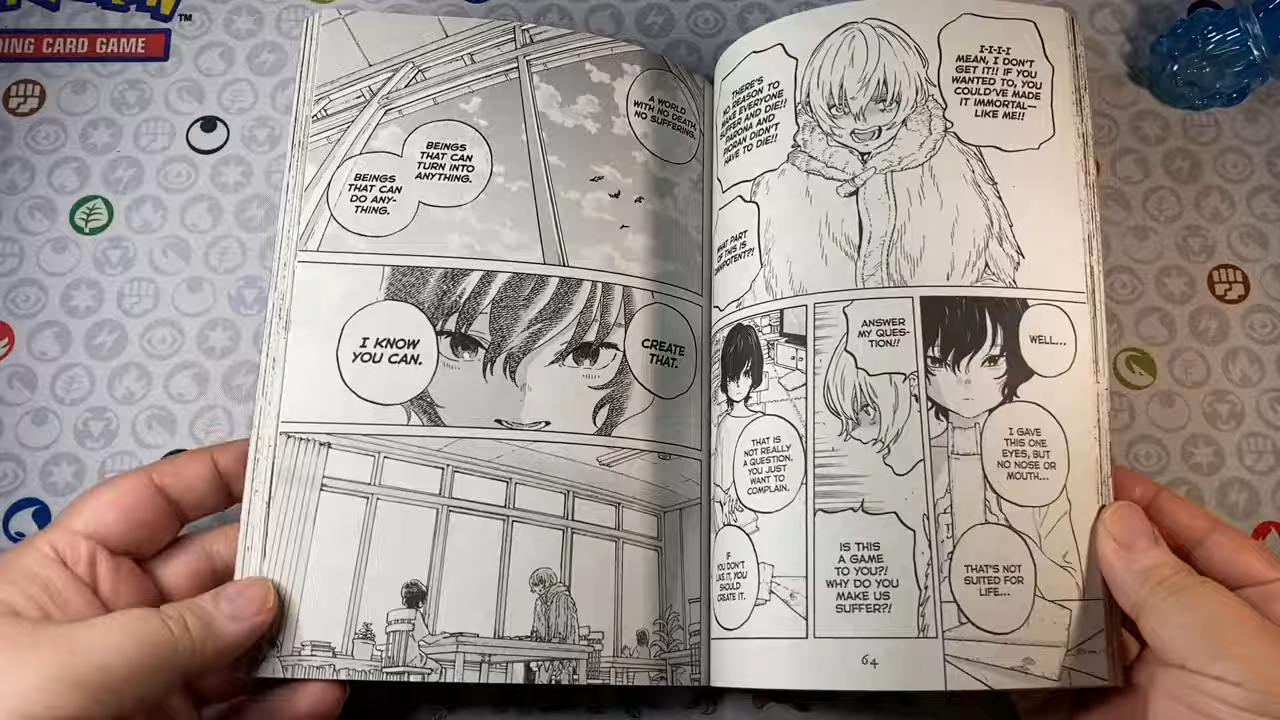 ™
DING CARD GAME
I-I-I-I
MEAN, I DON'T
GET IT!! IF YOU
WANTED TO, YOU
COULD'VE MADE
IT IMMORTAL—
LIKE ME!!
THERE'S
NO REASON TO
MAKE EVERYONE
SUFFER AND DIE!!
PARONA AND
PIORAN DIDN'T
HAVE TO DIE!!
WHAT PART
OF THIS IS
OMNIPOTENT?!
WELL...
I GAVE
THIS ONE
EYES, BUT
NO NOSE OR
MOUTH...
THAT'S NOT
SUITED FOR
LIFE...
ANSWER
MY QUES-
TION!!
IS THIS
A GAME
TO YOU?!
WHY DO YOU
MAKE US
SUFFER?!
THAT IS
NOT REALLY
A QUESTION.
YOU JUST
WANT TO
COMPLAIN.
IF
YOU DON'T
LIKE IT, YOU
SHOULD
CREATE IT.
64
A WORLD
WITH NO DEATH,
NO SUFFERING.
BEINGS
THAT CAN
TURN INTO
ANYTHING.
BEINGS
THAT CAN
DO ANY-
THING.
CREATE
THAT.
I KNOW
YOU CAN.